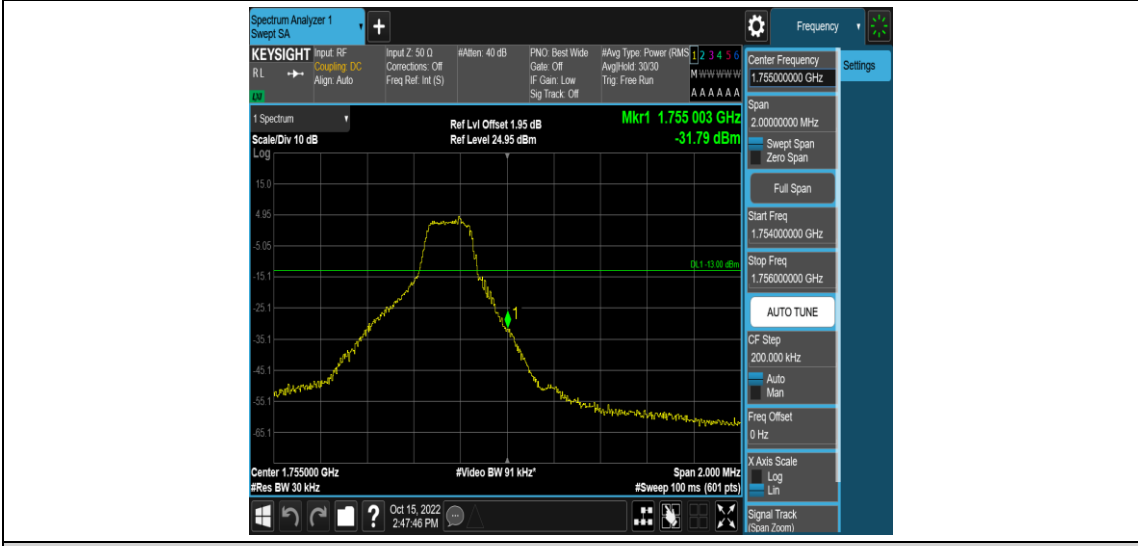 Spectrum Analyzer 1
Swept SA
+
Frequency
KEYSIGHT
RL
LXI
Input: RF
Coupling: DC
Align: Auto
Input Z: 50 Ω
Corrections: Off
Freq Ref: Int (S)
#Atten: 40 dB
PNO: Best Wide
Gate: Off
IF Gain: Low
Sig Track: Off
#Avg Type: Power (RMS
Avg|Hold: 30/30
Trig: Free Run
1 2 3 4 5 6
M W W W W W
A A A A A A
1 Spectrum
Scale/Div 10 dB
Log
Ref Lvl Offset 1.95 dB
Ref Level 24.95 dBm
Mkr1 1.755 003 GHz
-31.79 dBm
15.0
4.95
-5.05
DL1 -13.00 dBm
-15.1
-25.1
1
-35.1
-45.1
-55.1
-65.1
Center 1.755000 GHz
#Res BW 30 kHz
#Video BW 91 kHz*
Span 2.000 MHz
#Sweep 100 ms (601 pts)
Center Frequency
1.755000000 GHz
Settings
Span
2.00000000 MHz
Swept Span
Zero Span
Full Span
Start Freq
1.754000000 GHz
Stop Freq
1.756000000 GHz
AUTO TUNE
CF Step
200.000 kHz
Auto
Man
Freq Offset
0 Hz
X Axis Scale
Log
Lin
Signal Track
(Span Zoom)
?
Oct 15, 2022
2:47:46 PM